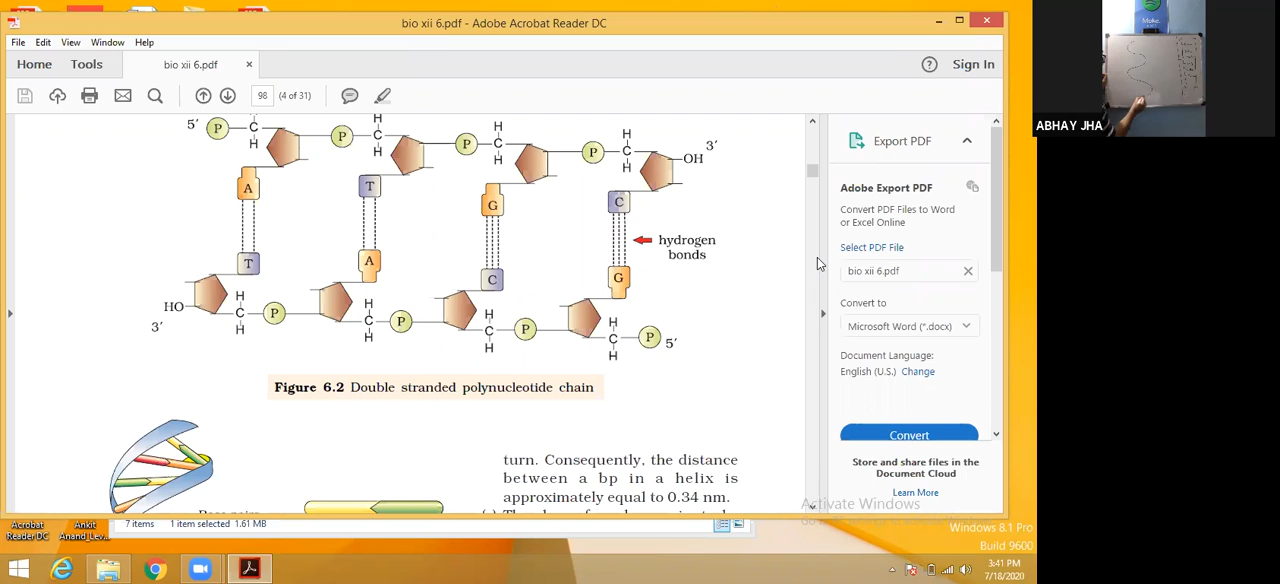 bio xii 6.pdf - Adobe Acrobat Reader DC
File Edit View Window Help
Home Tools bio xii 6.pdf × ? Sign In
98 (4 of 31)
5′ P C H P C H P H C H P H C H OH 3′
A T G C
hydrogen
bonds
T A C G
HO 3′ H C H P H C H P H C H P H C H P 5′
Figure 6.2 Double stranded polynucleotide chain
turn. Consequently, the distance
between a bp in a helix is
approximately equal to 0.34 nm.
Export PDF
Adobe Export PDF
Convert PDF Files to Word
or Excel Online
Select PDF File
bio xii 6.pdf ×
Convert to
Microsoft Word (*.docx)
Document Language:
English (U.S.) Change
Convert
Store and share files in the
Document Cloud
Learn More
Activate Windows
7 items 1 item selected 1.61 MB
Acrobat
Reader DC
Ankit
Anand_Lev...
Windows 8.1 Pro
Build 9600
3:41 PM
7/18/2020
Make.
ABHAY JHA